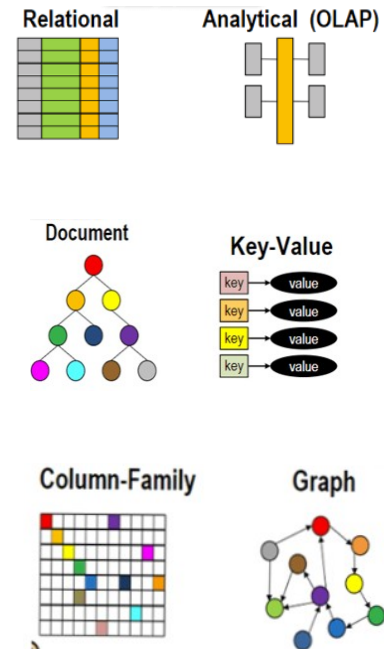 Relational
Analytical (OLAP)
Document
Key-Value
key value
key value
key value
key value
Column-Family
Graph